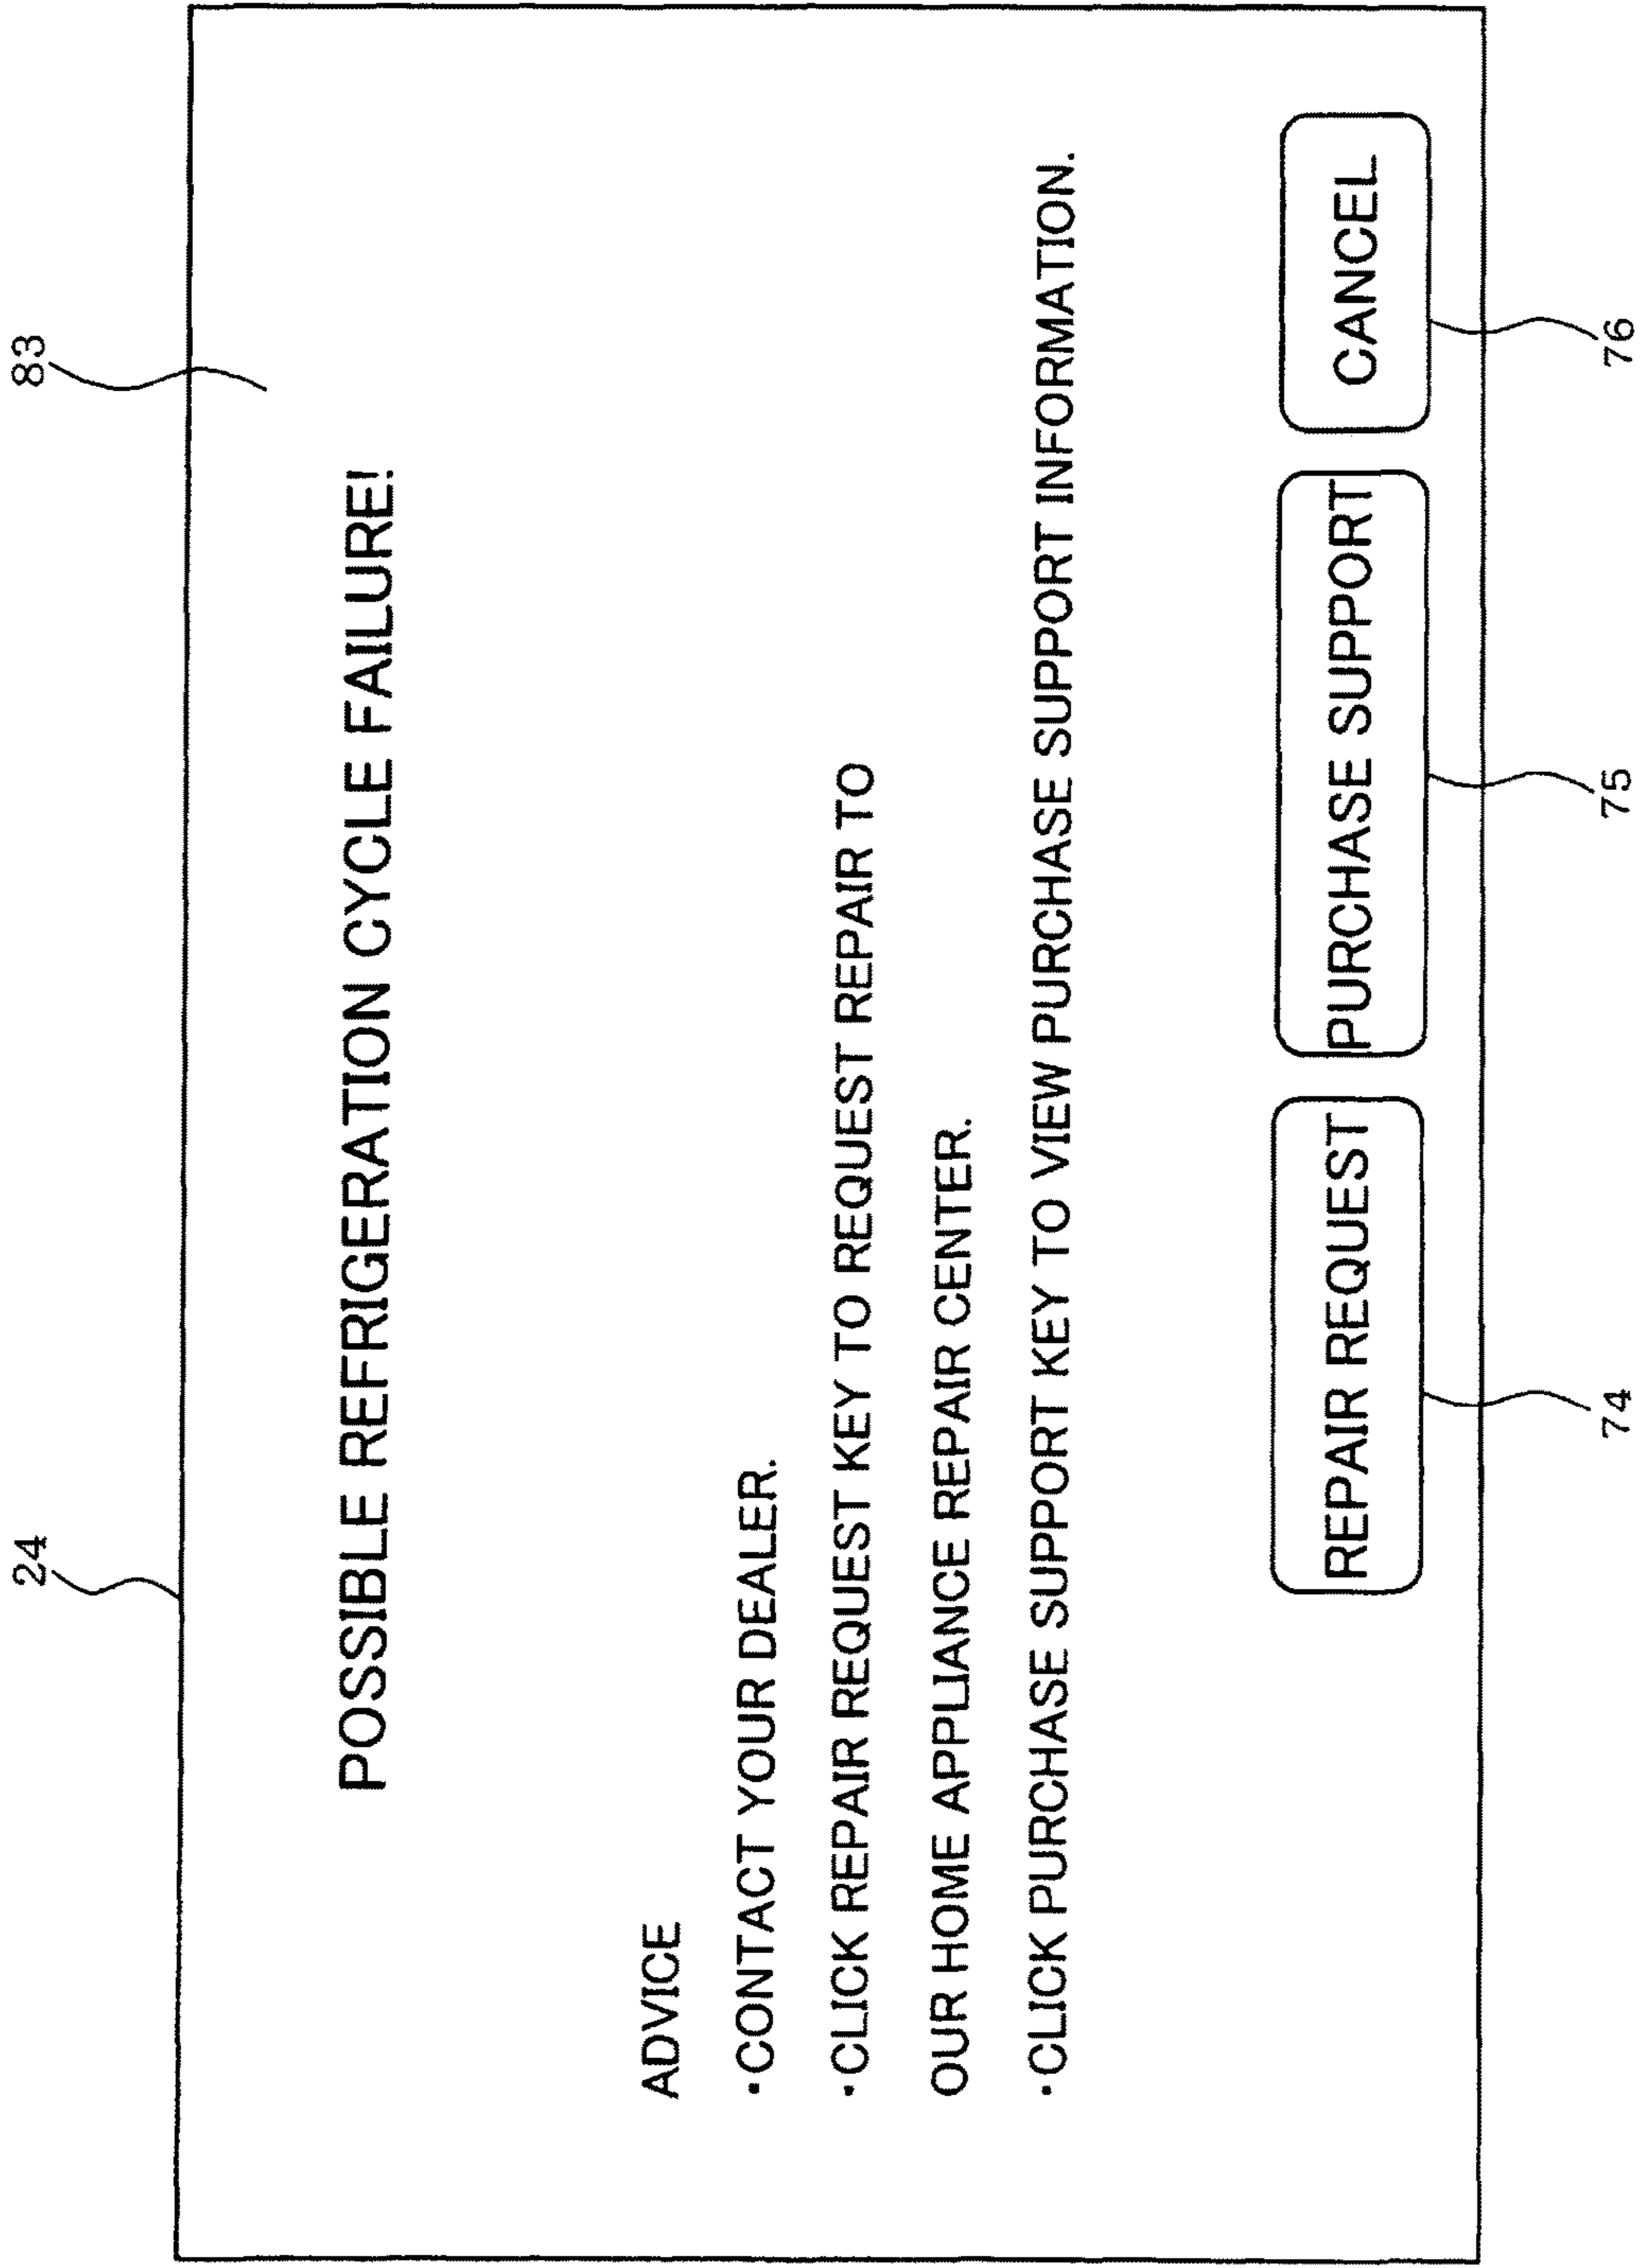 24
83
POSSIBLE REFRIGERATION CYCLE FAILURE!
ADVICE
・CONTACT YOUR DEALER.
・CLICK REPAIR REQUEST KEY TO REQUEST REPAIR TO
OUR HOME APPLIANCE REPAIR CENTER.
・CLICK PURCHASE SUPPORT KEY TO VIEW PURCHASE SUPPORT INFORMATION.
REPAIR REQUEST
PURCHASE SUPPORT
CANCEL
74
75
76